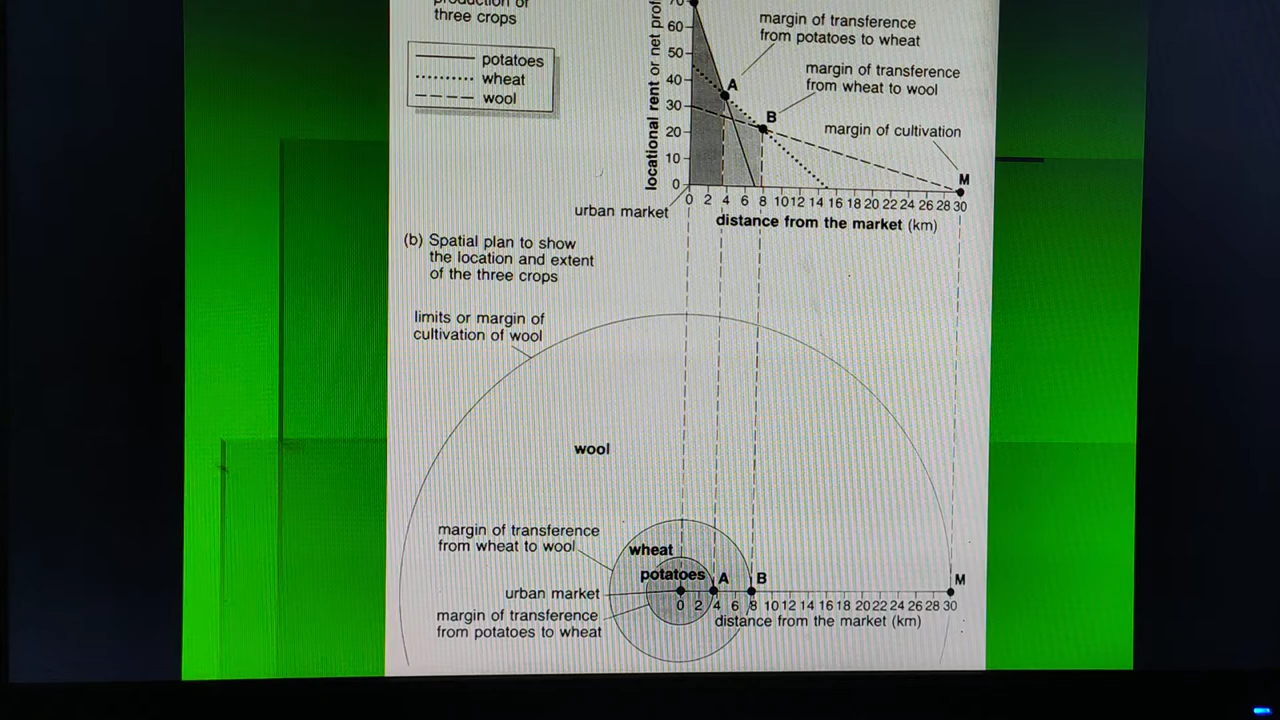 production of
three crops
potatoes
wheat
wool
locational rent or net
70
60
50
40
30
20
10
0
margin of transference
from potatoes to wheat
A
margin of transference
from wheat to wool
B
margin of cultivation
M
0 2 4 6 8 10 12 14 16 18 20 22 24 26 28 30
urban market
distance from the market (km)
(b) Spatial plan to show
the location and extent
of the three crops
limits or margin of
cultivation of wool
wool
margin of transference
from wheat to wool
wheat
potatoes A B M
urban market
0 2 4 6 8 10 12 14 16 18 20 22 24 26 28 30
margin of transference
from potatoes to wheat
distance from the market (km)